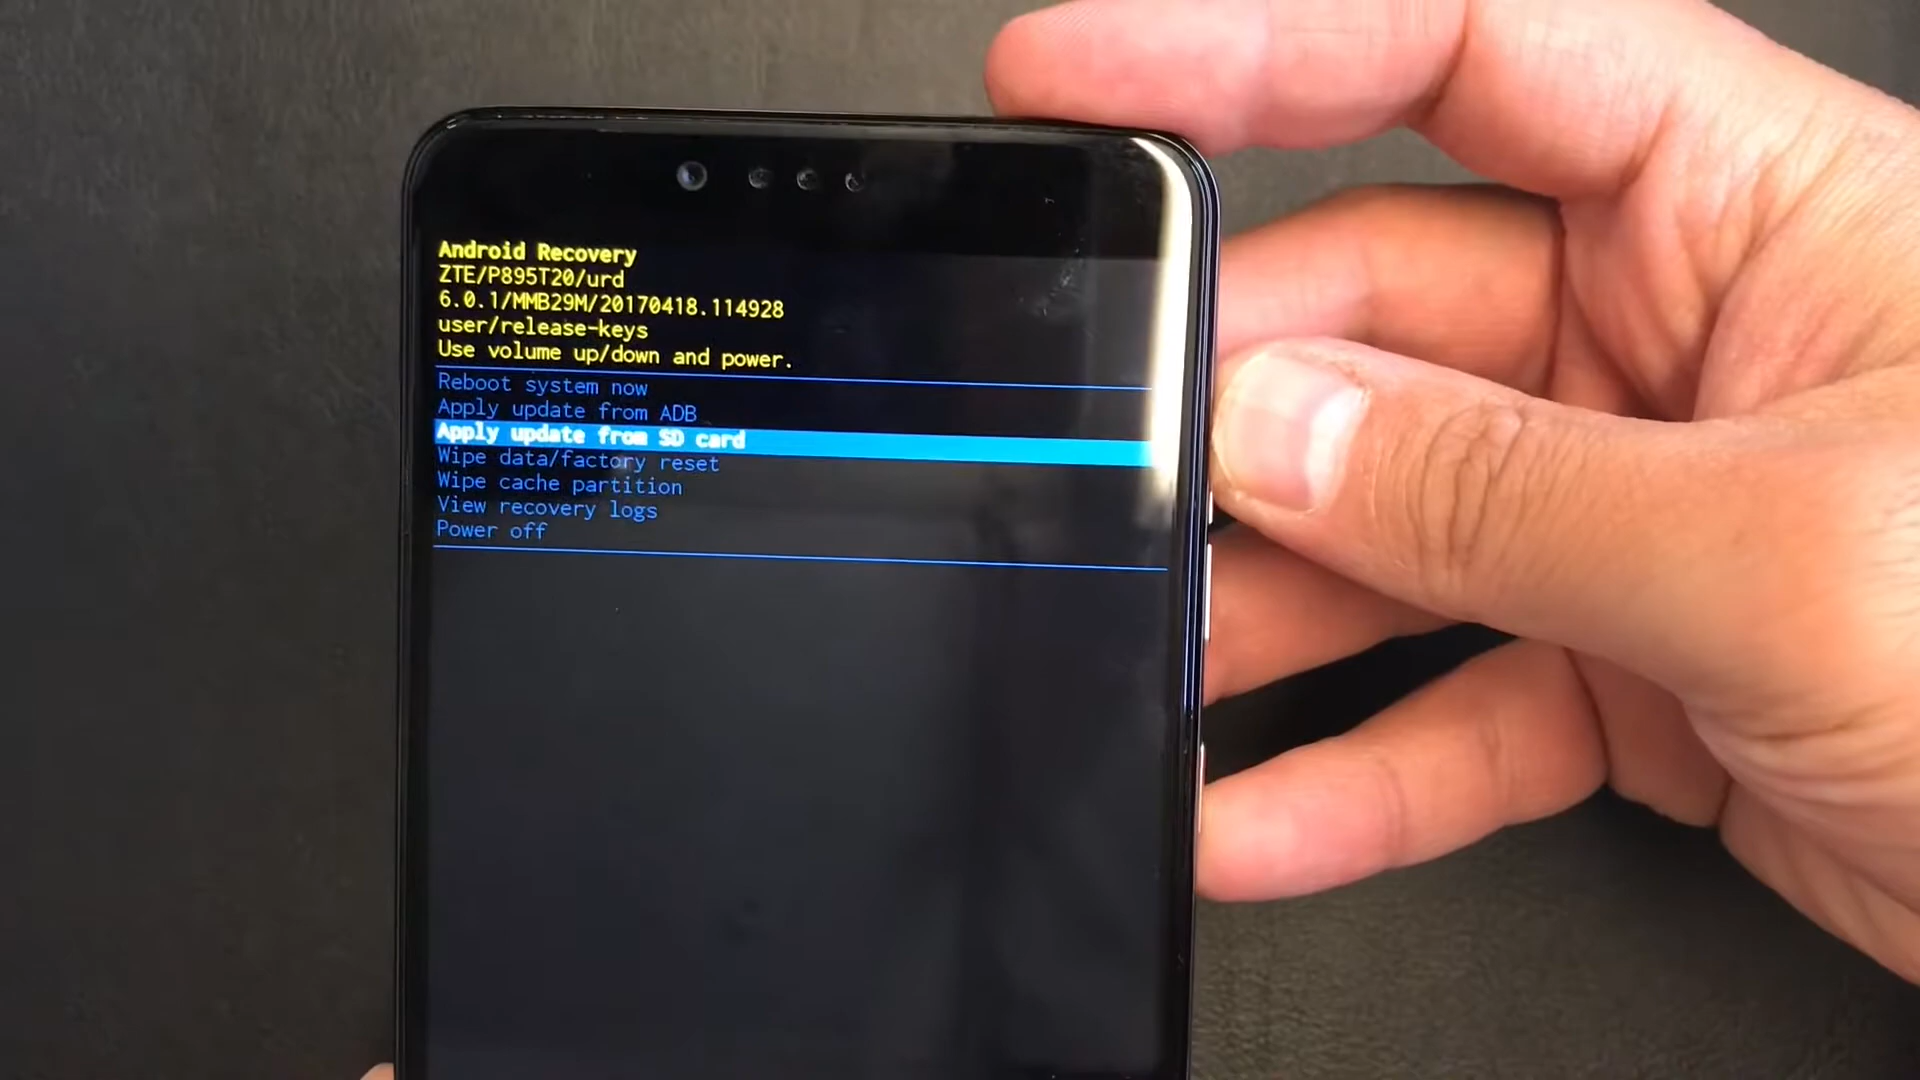 Android Recovery
ZTE/P895T20/urd
6.0.1/MMB29M/20170418.114928
user/release-keys
Use volume up/down and power.
Reboot system now
Apply update from ADB
Apply update from SD card
Wipe data/factory reset
Wipe cache partition
View recovery logs
Power off